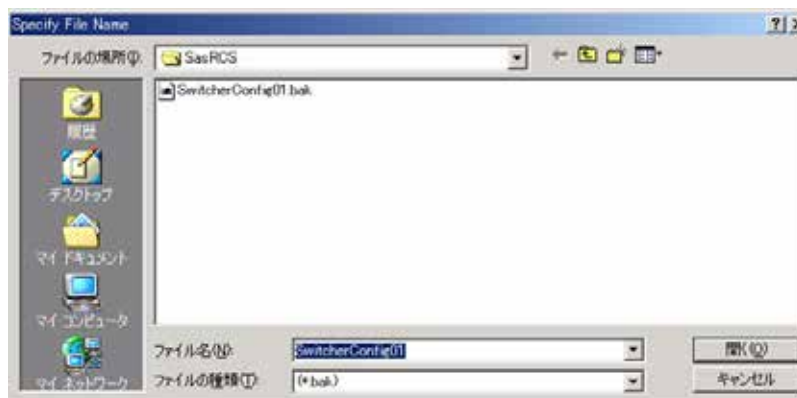 Specify File Name
ファイルの場所(I):
SasRCS
SwitcherConfig01.bak
履歴
デスクトップ
マイ ドキュメント
マイ コンピュータ
マイ ネットワーク
ファイル名(N):
SwitcherConfig01
開く(O)
ファイルの種類(T):
(*.bak)
キャンセル